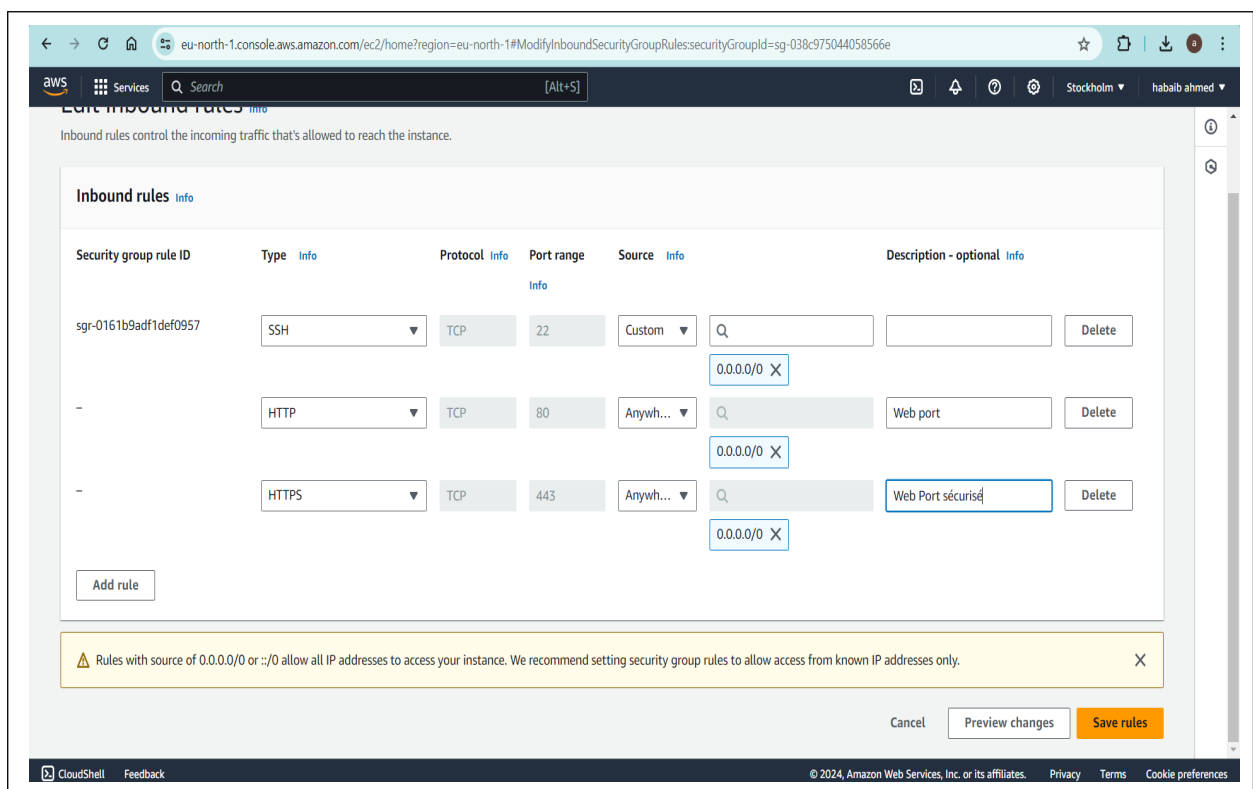 eu-north-1.console.aws.amazon.com/ec2/home?region=eu-north-1#ModifyInboundSecurityGroupRules:securityGroupId=sg-038c975044058566e a
aws Services Search [Alt+S] Stockholm habaib ahmed
Edit inbound rules Info
Inbound rules control the incoming traffic that's allowed to reach the instance.
Inbound rules Info
Security group rule ID Type Info Protocol Info Port range Info Source Info Description - optional Info
sgr-0161b9adf1def0957 SSH TCP 22 Custom Delete
0.0.0.0/0
– HTTP TCP 80 Anywh... Web port Delete
0.0.0.0/0
– HTTPS TCP 443 Anywh... Web Port sécurisé Delete
0.0.0.0/0
Add rule
Rules with source of 0.0.0.0/0 or ::/0 allow all IP addresses to access your instance. We recommend setting security group rules to allow access from known IP addresses only.
Cancel Preview changes Save rules
CloudShell Feedback © 2024, Amazon Web Services, Inc. or its affiliates. Privacy Terms Cookie preferences